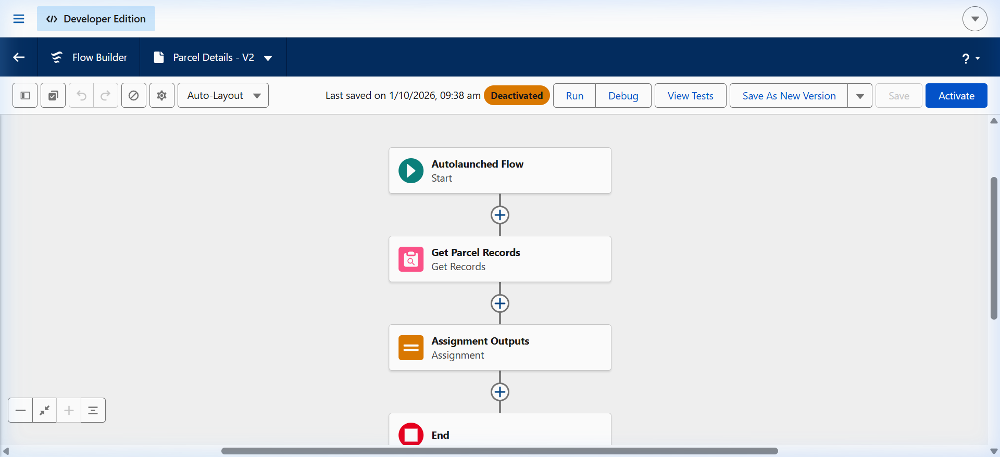 Developer Edition
Flow Builder
Parcel Details - V2
?
Auto-Layout
Last saved on 1/10/2026, 09:38 am
Deactivated
Run
Debug
View Tests
Save As New Version
Save
Activate
Autolaunched Flow
Start
Get Parcel Records
Get Records
Assignment Outputs
Assignment
End